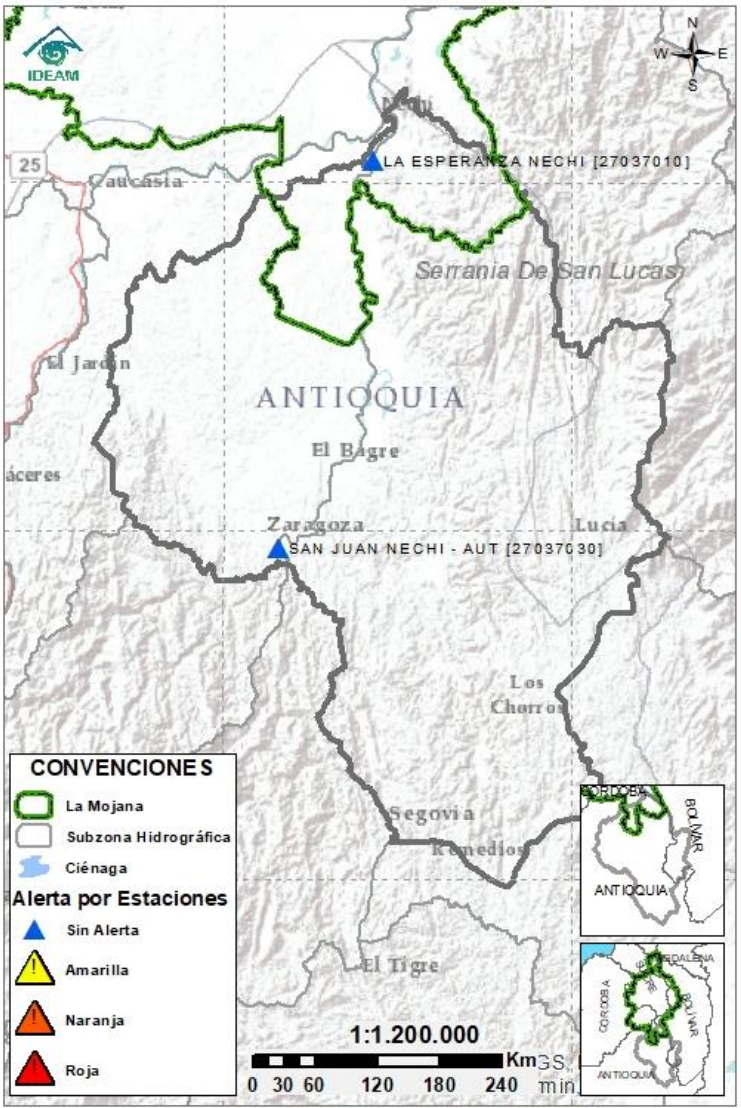 IDEAM
N
W E
S
25
LA ESPERANZA NECHI [27037010]
Serrania De San Lucas
El Jardin
ANTIOQUIA
El Bagre
áceres
Zaragoza
Lucia
SAN JUAN NECHI - AUT [27037030]
Los
Chorros
Segovia
Remedios
El Tigre
CONVENCIONES
La Mojana
Subzona Hidrográfica
Ciénaga
Alerta por Estaciones
Sin Alerta
Amarilla
Naranja
Roja
1:1.200.000
Km
0 30 60 120 180 240
GS,
min
CORDOBA
BOLIVAR
ANTIOQUIA
CORDOBA
BOLIVAR
ANTIOQUIA